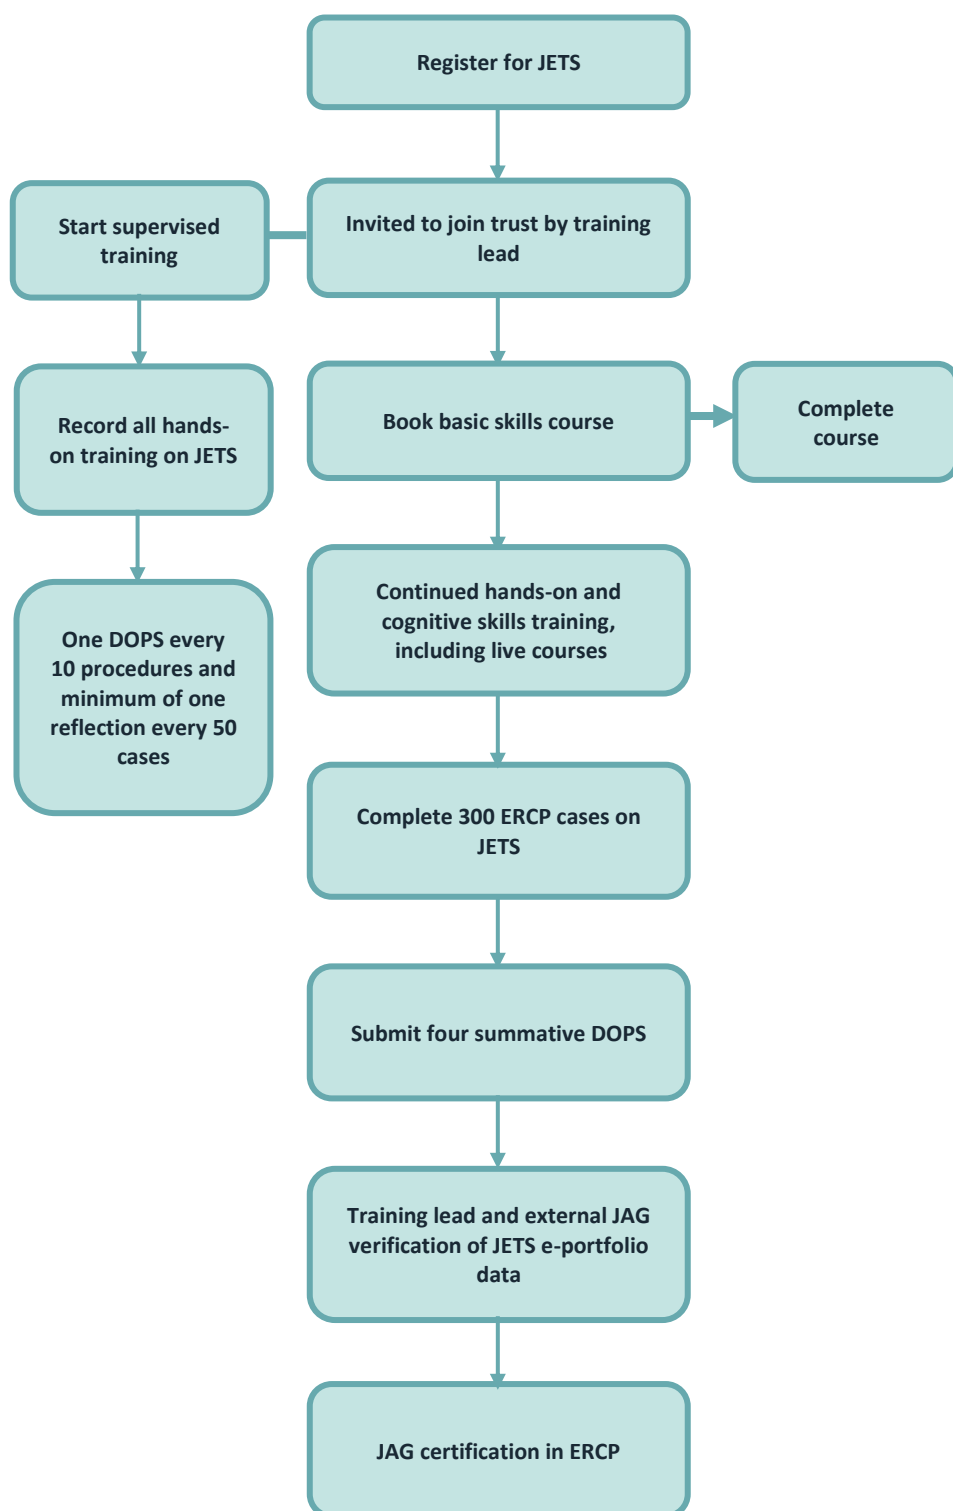 Register for JETS
Start supervised
training
Invited to join trust by training
lead
Record all hands-
on training on JETS
Book basic skills course
Complete
course
One DOPS every
10 procedures and
minimum of one
reflection every 50
cases
Continued hands-on and
cognitive skills training,
including live courses
Complete 300 ERCP cases on
JETS
Submit four summative DOPS
Training lead and external JAG
verification of JETS e-portfolio
data
JAG certification in ERCP